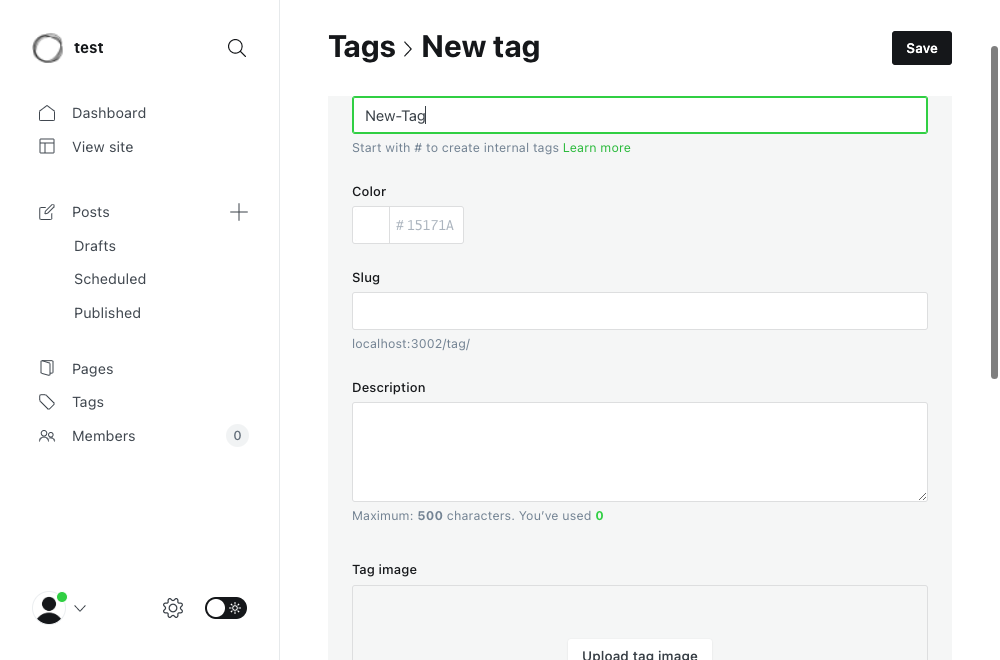 test
Tags > New tag
Save
Dashboard
View site
Posts
Drafts
Scheduled
Published
Pages
Tags
Members 0
New-Tag
Start with # to create internal tags Learn more
Color
# 15171A
Slug
localhost:3002/tag/
Description
Maximum: 500 characters. You’ve used 0
Tag image
Upload tag image